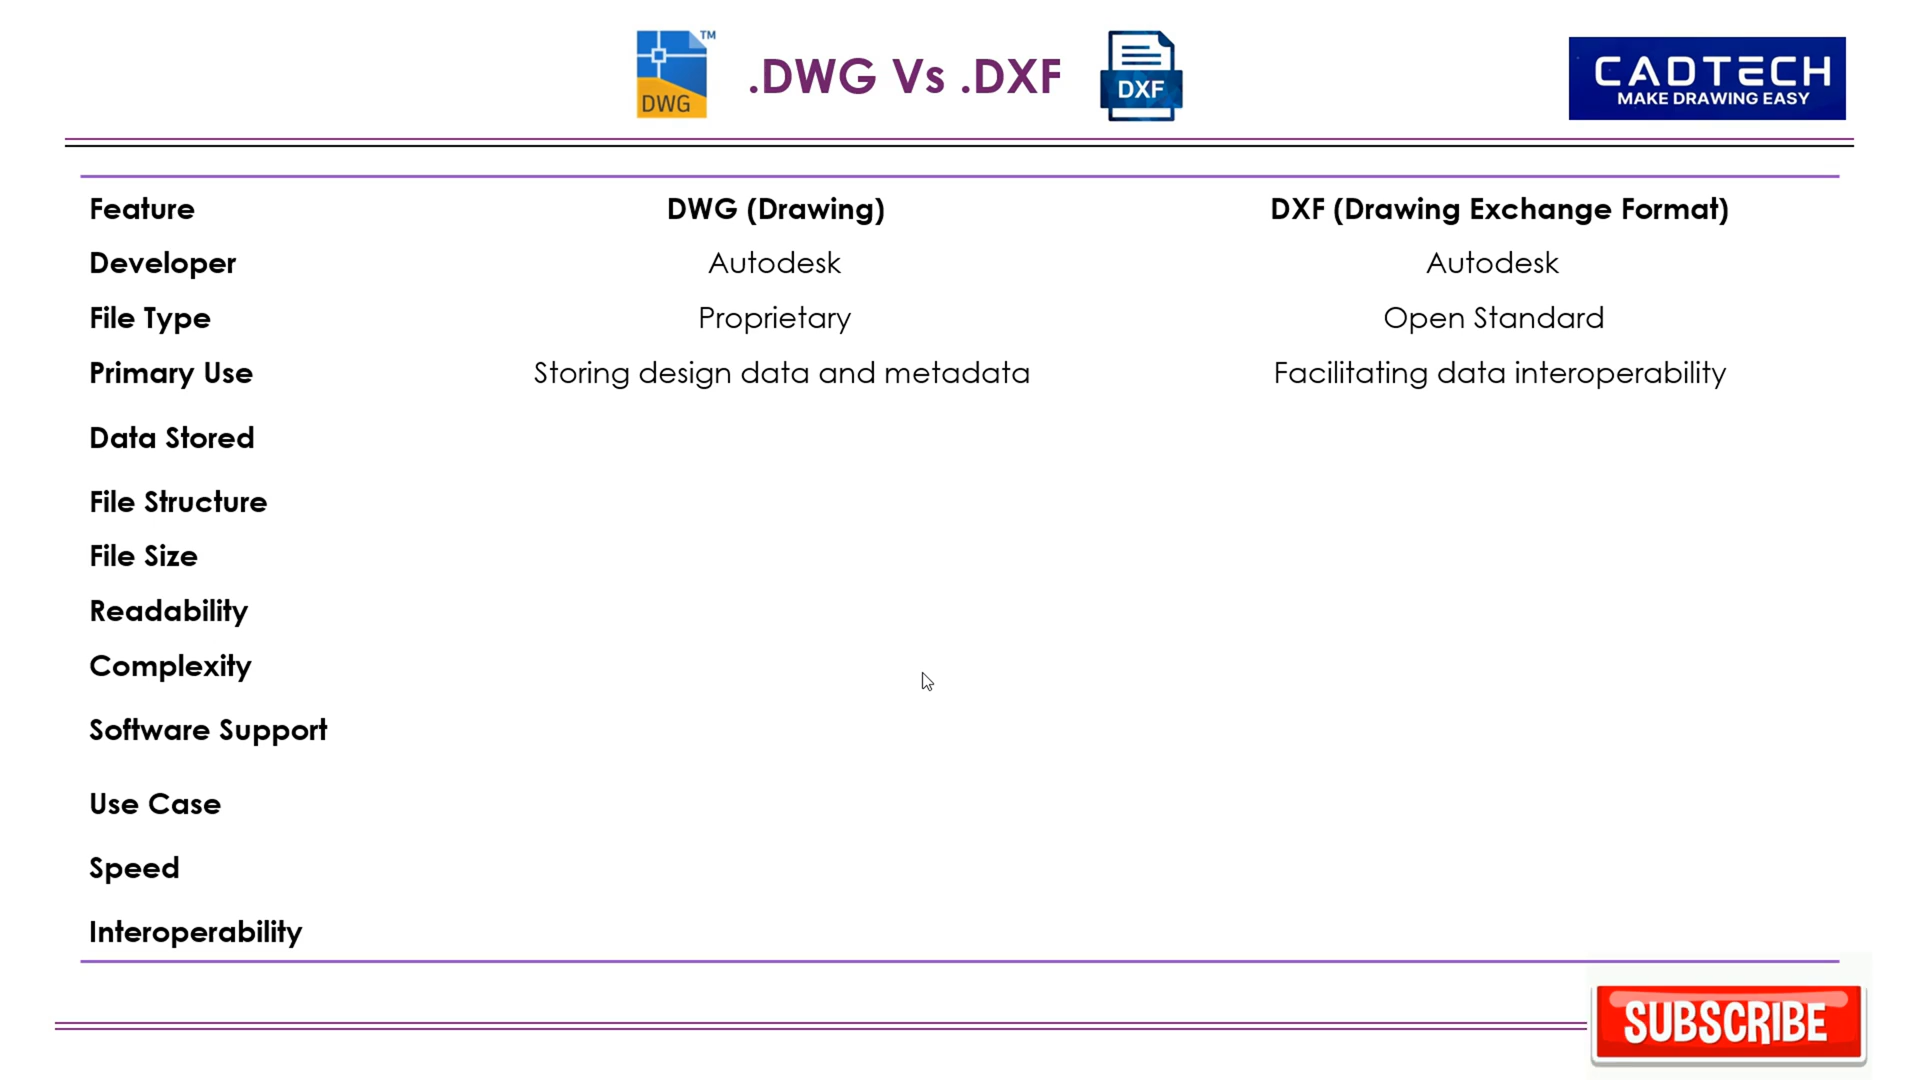 DWG
TM
.DWG Vs .DXF
DXF
CADTECH
MAKE DRAWING EASY
Feature DWG (Drawing) DXF (Drawing Exchange Format)
Developer Autodesk Autodesk
File Type Proprietary Open Standard
Primary Use Storing design data and metadata Facilitating data interoperability
Data Stored
File Structure
File Size
Readability
Complexity
Software Support
Use Case
Speed
Interoperability
SUBSCRIBE